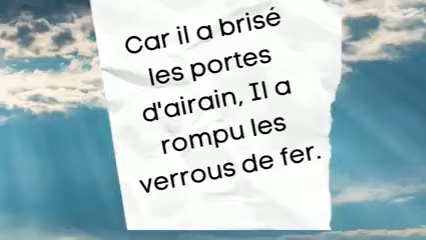 Car il a brisé
les portes
d'airain, Il a
rompu les
verrous de fer.